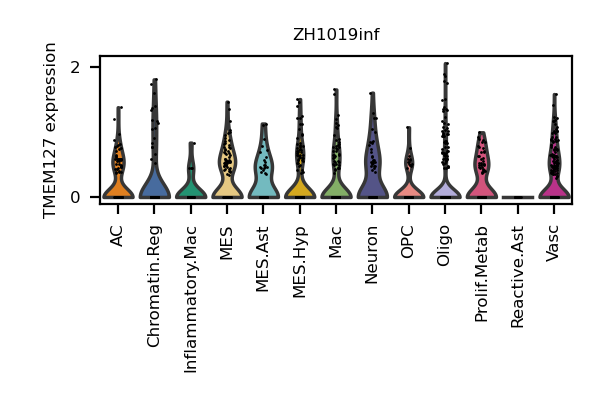 ZH1019inf
TMEM127 expression
2
0
AC
Chromatin.Reg
Inflammatory.Mac
MES
MES.Ast
MES.Hyp
Mac
Neuron
OPC
Oligo
Prolif.Metab
Reactive.Ast
Vasc